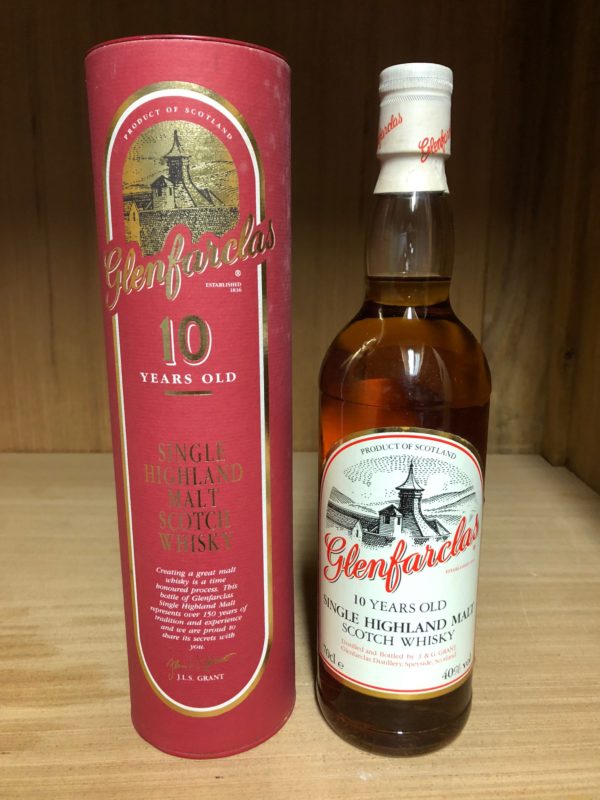 PRODUCT OF SCOTLAND
Glenfarclas
®
ESTABLISHED
1836
10
YEARS OLD
SINGLE
HIGHLAND
MALT
SCOTCH
WHISKY
Creating a great malt
whisky is a time
honoured process. This
bottle of Glenfarclas
Single Highland Malt
represents over 150 years of
tradition and experience
and we are proud to
share its secrets with
you.
J.L.S. GRANT
Glenfarclas
PRODUCT OF SCOTLAND
Glenfarclas
ESTABLISHED
10 YEARS OLD
SINGLE HIGHLAND MALT
SCOTCH WHISKY
Distilled and Bottled by J. & G. GRANT
Glenfarclas Distillery, Speyside, Scotland
70cl e
40% vol